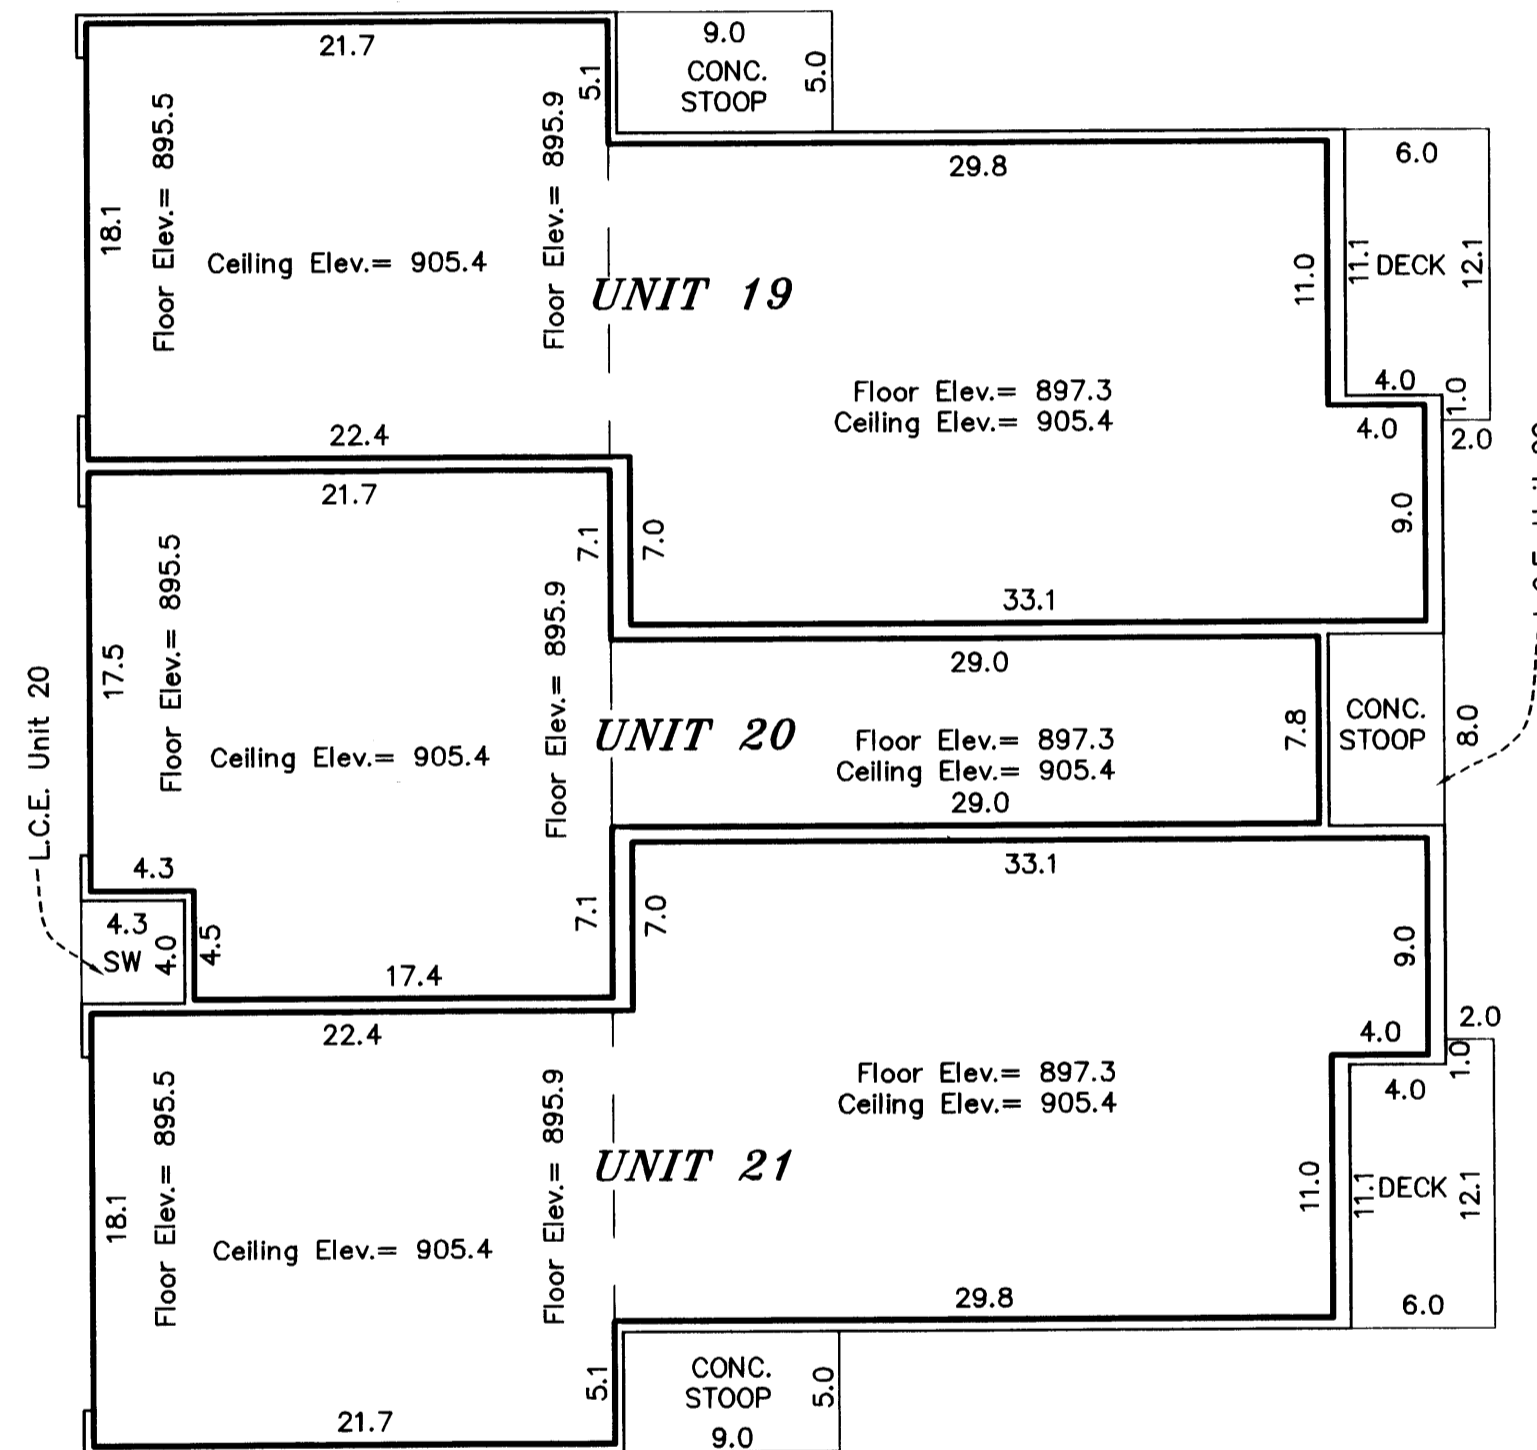 21.7
5.1
9.0
CONC.
STOOP
5.0
18.1
Floor Elev.= 895.5
Ceiling Elev.= 905.4
Floor Elev.= 895.9
UNIT 19
29.8
11.0
6.0
11.1
DECK
12.1
Floor Elev.= 897.3
Ceiling Elev.= 905.4
4.0
1.0
4.0
2.0
22.4
7.0
9.0
33.1
21.7
7.1
17.5
Floor Elev.= 895.5
Ceiling Elev.= 905.4
Floor Elev.= 895.9
UNIT 20
29.0
Floor Elev.= 897.3
Ceiling Elev.= 905.4
29.0
7.8
CONC.
STOOP
8.0
L.C.E. Unit 20
4.3
4.3
SW
4.0
4.5
17.4
7.1
7.0
33.1
9.0
22.4
4.0
2.0
1.0
4.0
18.1
Floor Elev.= 895.5
Ceiling Elev.= 905.4
Floor Elev.= 895.9
UNIT 21
Floor Elev.= 897.3
Ceiling Elev.= 905.4
11.0
11.1
DECK
12.1
6.0
29.8
21.7
5.1
CONC.
STOOP
5.0
9.0